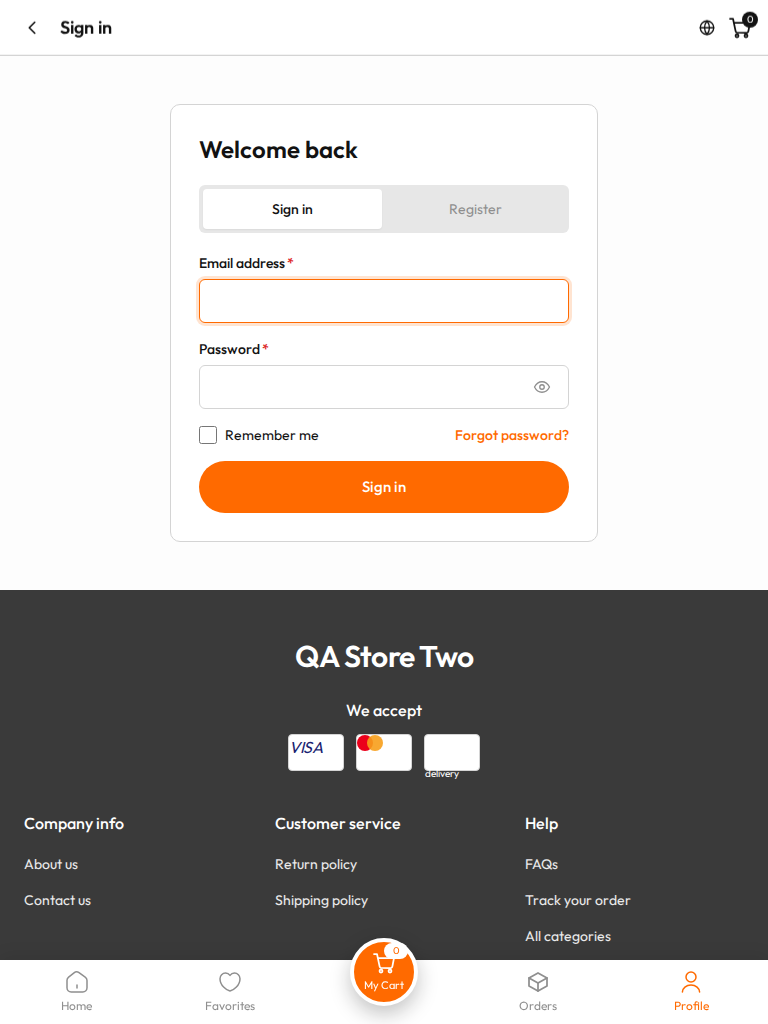 Sign in
0
Welcome back
Sign in
Register
Email address *
Password *
Remember me
Forgot password?
Sign in
QA Store Two
We accept
VISA
delivery
Company info
Customer service
Help
About us
Return policy
FAQs
Contact us
Shipping policy
Track your order
All categories
0
Home
Favorites
My Cart
Orders
Profile